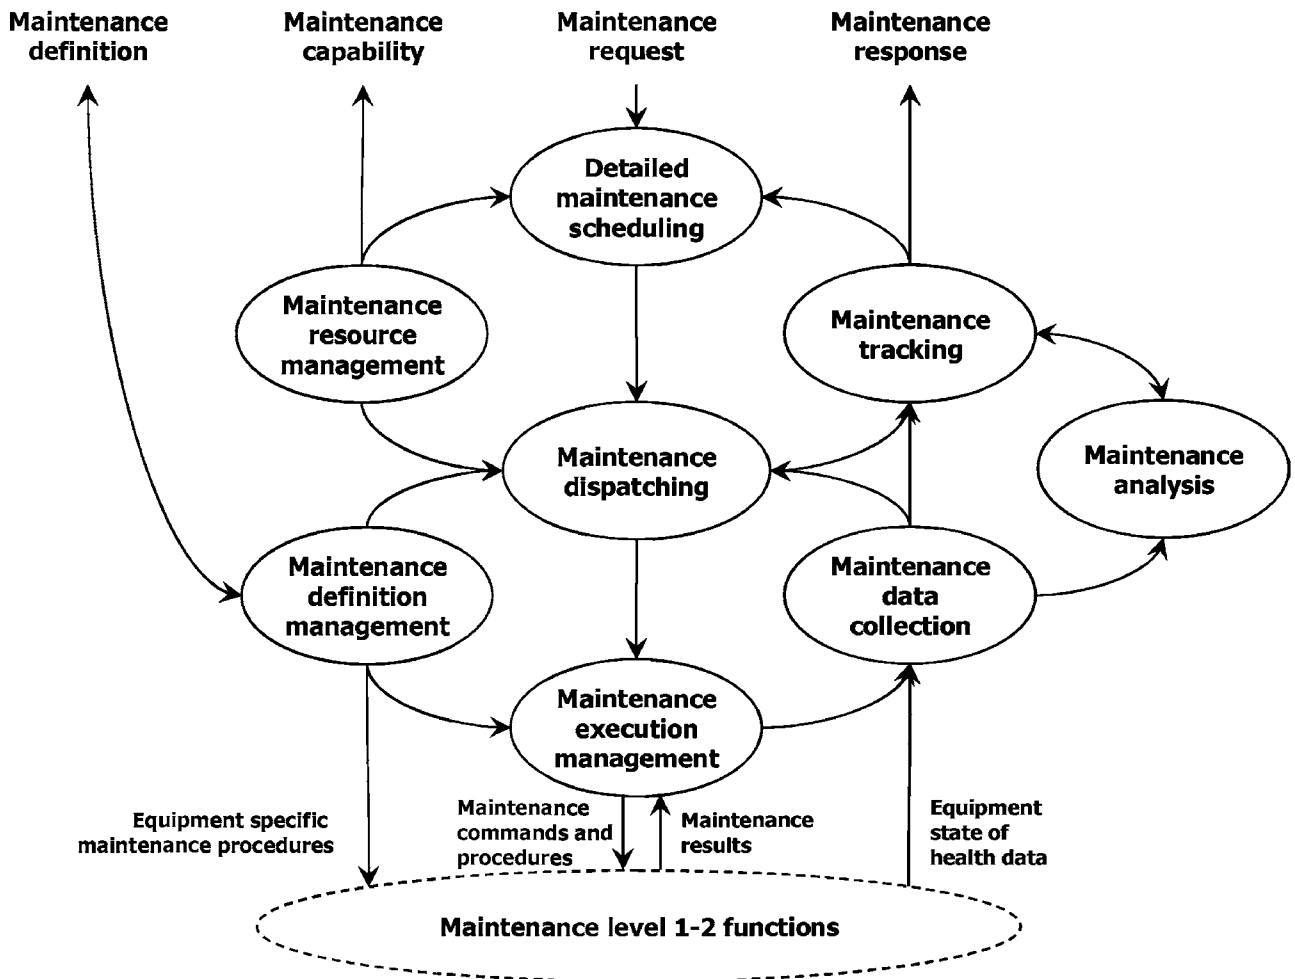 Maintenance
definition
Maintenance
capability
Maintenance
request
Maintenance
response
Detailed
maintenance
scheduling
Maintenance
resource
management
Maintenance
tracking
Maintenance
dispatching
Maintenance
analysis
Maintenance
definition
management
Maintenance
data
collection
Maintenance
execution
management
Equipment specific
maintenance procedures
Maintenance
commands and
procedures
Maintenance
results
Equipment
state of
health data
Maintenance level 1-2 functions